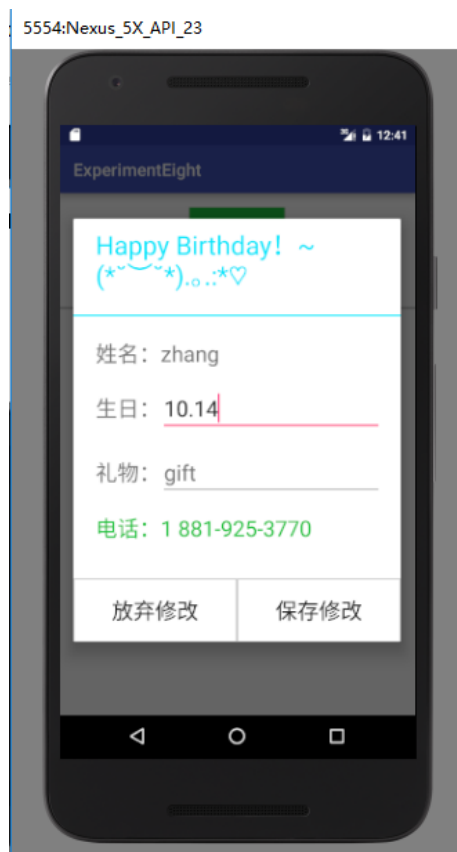 5554:Nexus_5X_API_23
12:41
ExperimentEight
Happy Birthday! ~
(*˘︶˘*).｡.:*♡
姓名：zhang
生日：10.14
礼物：gift
电话：1 881-925-3770
放弃修改
保存修改